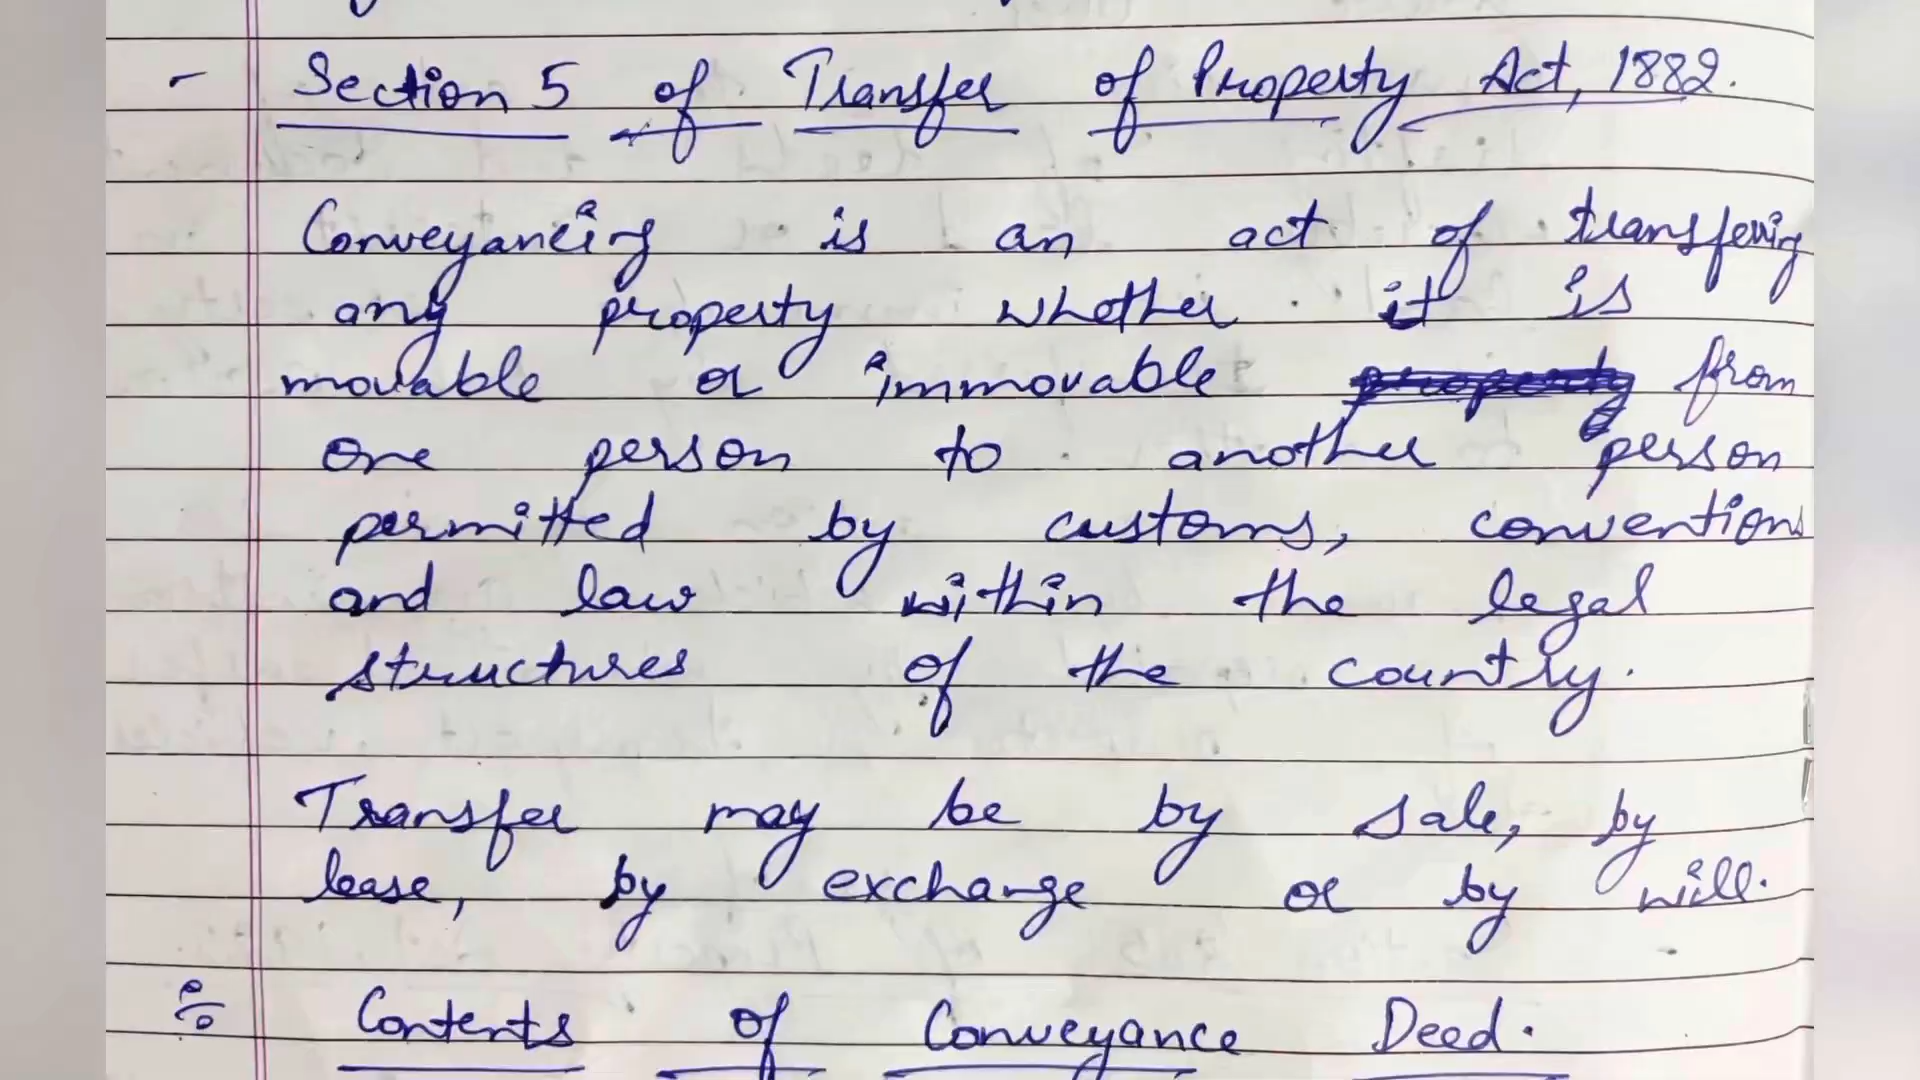 - Section 5 of Transfer of Property Act, 1882.
Conveyancing is an act of transferring
any property whether it is
movable or immovable from
one person to another person
permitted by customs, conventions
and law within the legal
structures of the country.
Transfer may be by sale, by
lease, by exchange or by will.
Contents of Conveyance Deed.